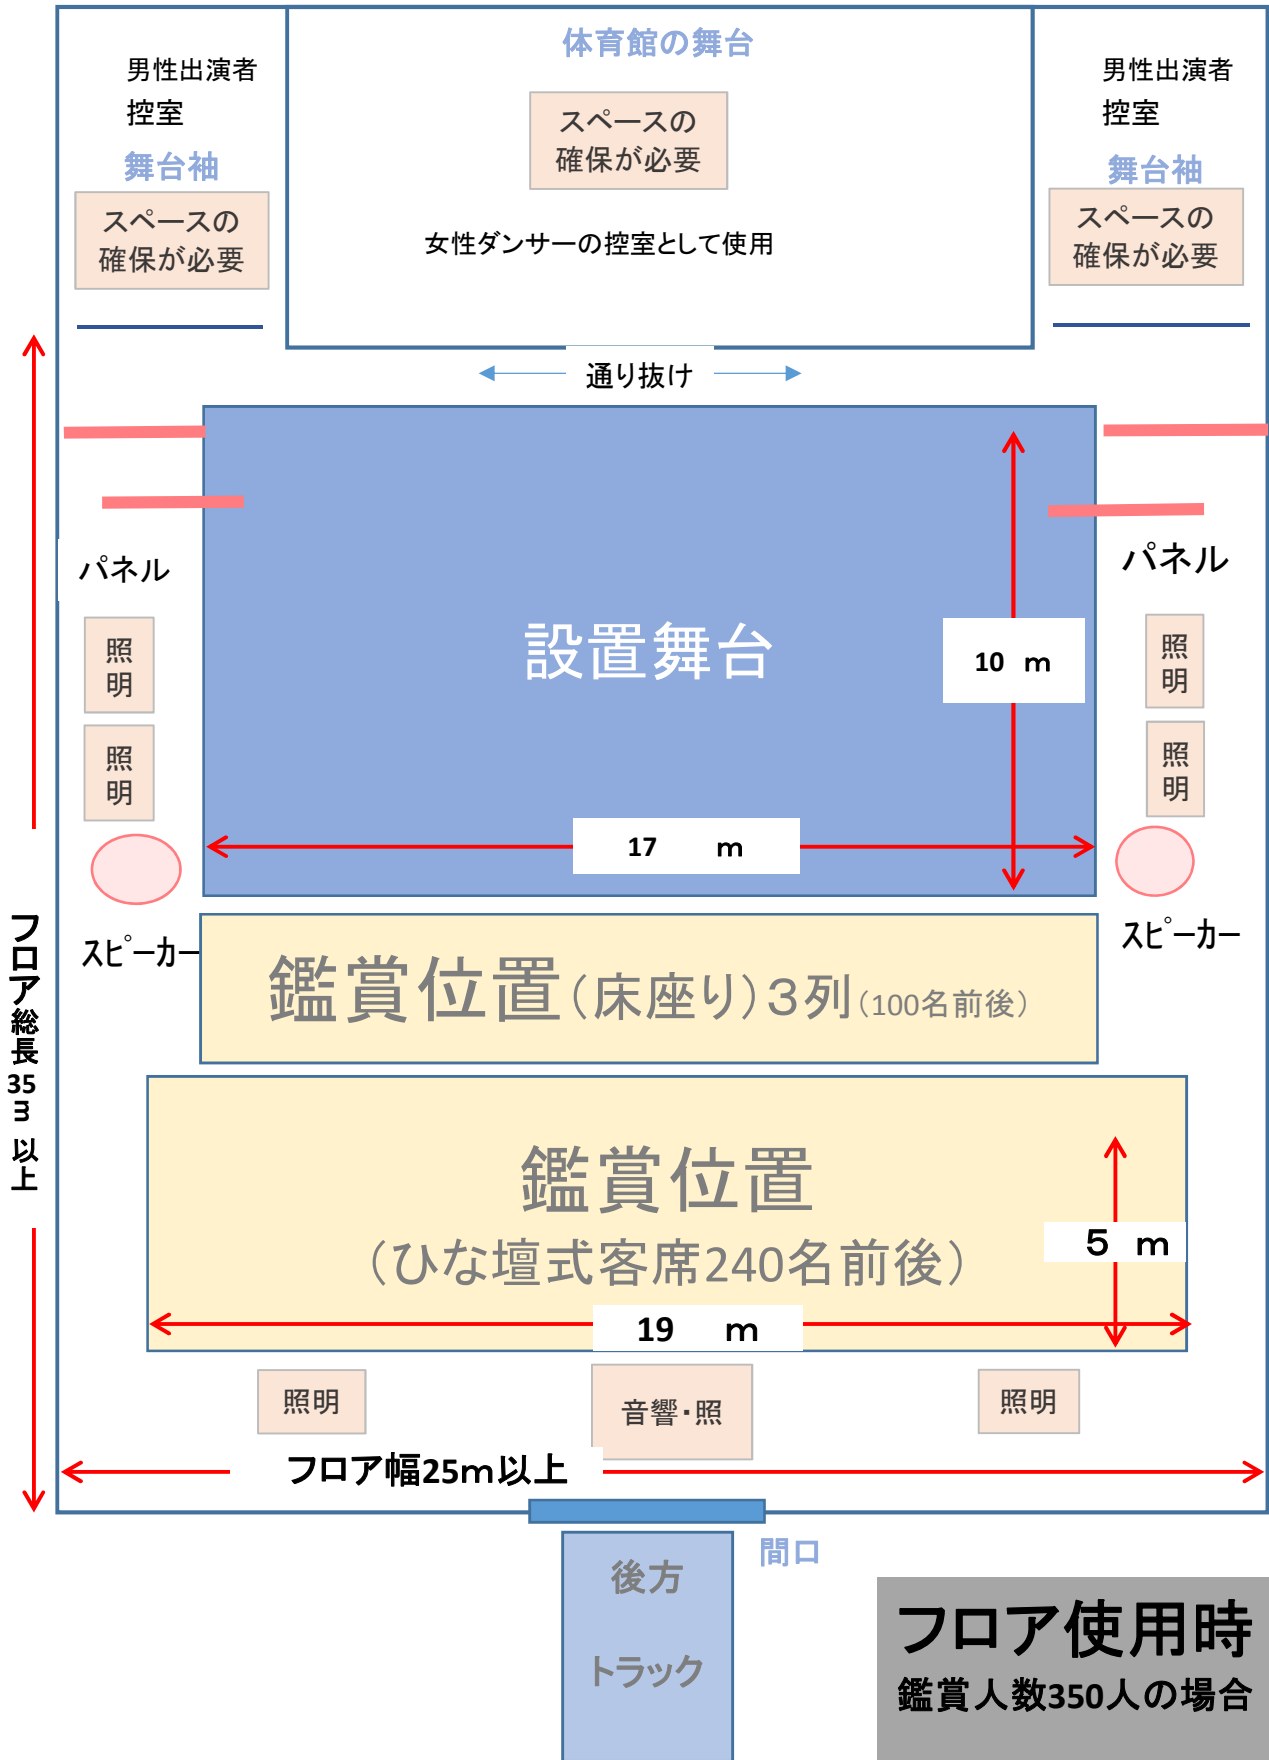 体育館の舞台
男性出演者
控室
舞台袖
スペースの
確保が必要
スペースの
確保が必要
女性ダンサーの控室として使用
男性出演者
控室
舞台袖
スペースの
確保が必要
通り抜け
パネル
パネル
照
明
照
明
照
明
照
明
設置舞台
10 m
17 m
スピーカー
スピーカー
鑑賞位置(床座り)3列(100名前後)
フロア総長35m以上
鑑賞位置
(ひな壇式客席240名前後)
5 m
19 m
照明
音響・照
照明
フロア幅25m以上
間口
後方
トラック
フロア使用時
鑑賞人数350人の場合